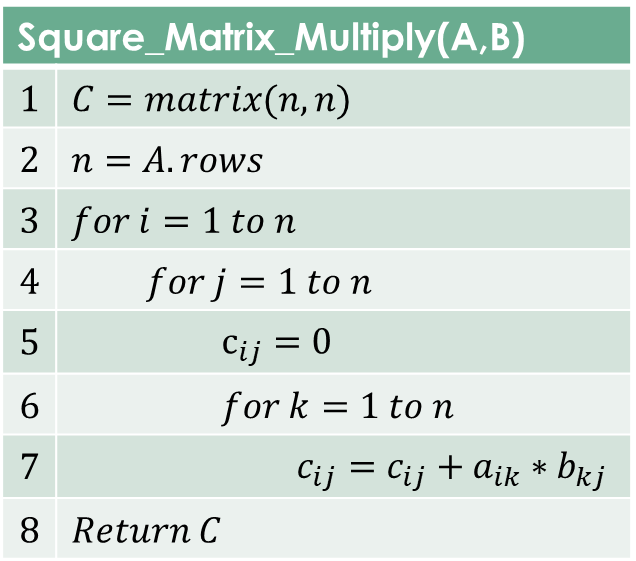 Square_Matrix_Multiply(A,B)
1 C = matrix(n, n)
2 n = A.rows
3 for i = 1 to n
4 for j = 1 to n
5 c_{ij} = 0
6 for k = 1 to n
7 c_{ij} = c_{ij} + a_{ik} * b_{kj}
8 Return C